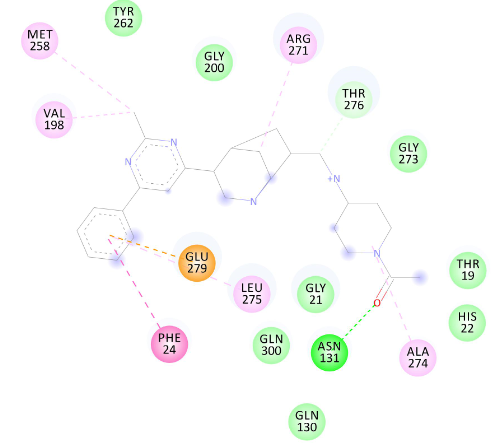 TYR
262
MET
258
ARG
271
GLY
200
THR
276
VAL
198
N
N
GLY
273
+N
N
GLU
279
N
THR
19
LEU
275
GLY
21
O
HIS
22
PHE
24
GLN
300
ASN
131
ALA
274
GLN
130